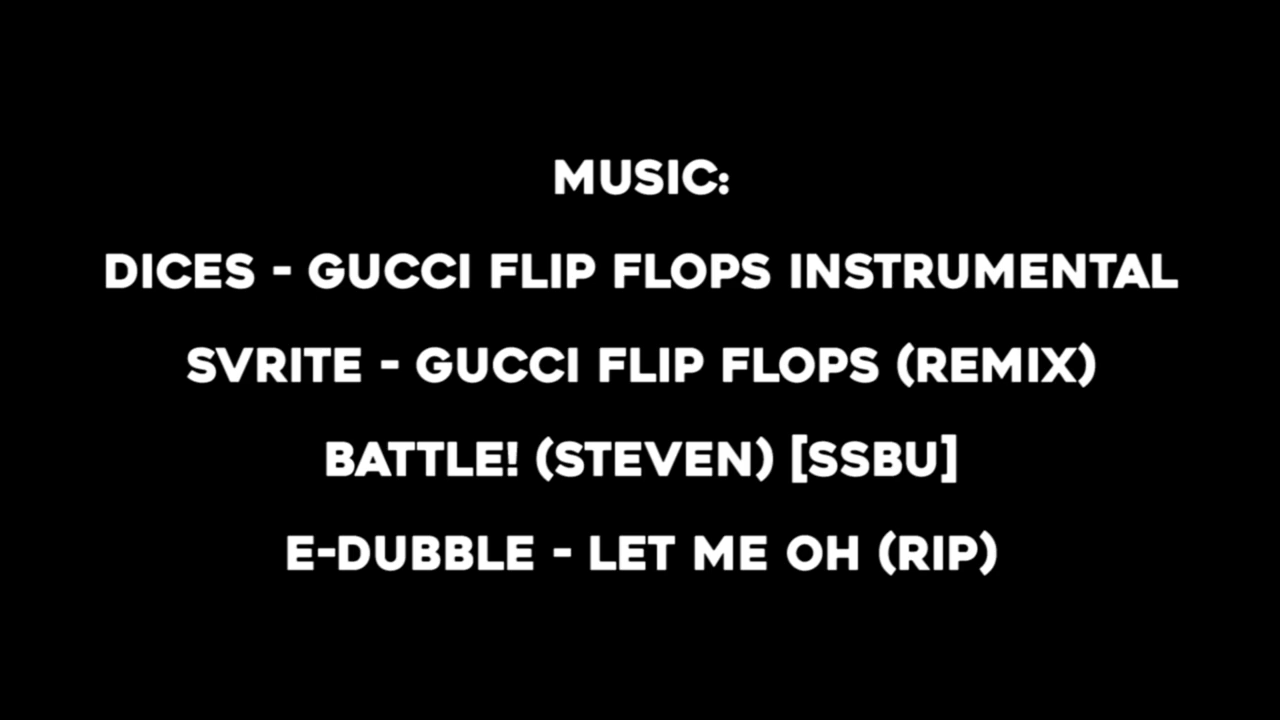 MUSIC:
DICES - GUCCI FLIP FLOPS INSTRUMENTAL
SVRITE - GUCCI FLIP FLOPS (REMIX)
BATTLE! (STEVEN) [SSBU]
E-DUBBLE - LET ME OH (RIP)